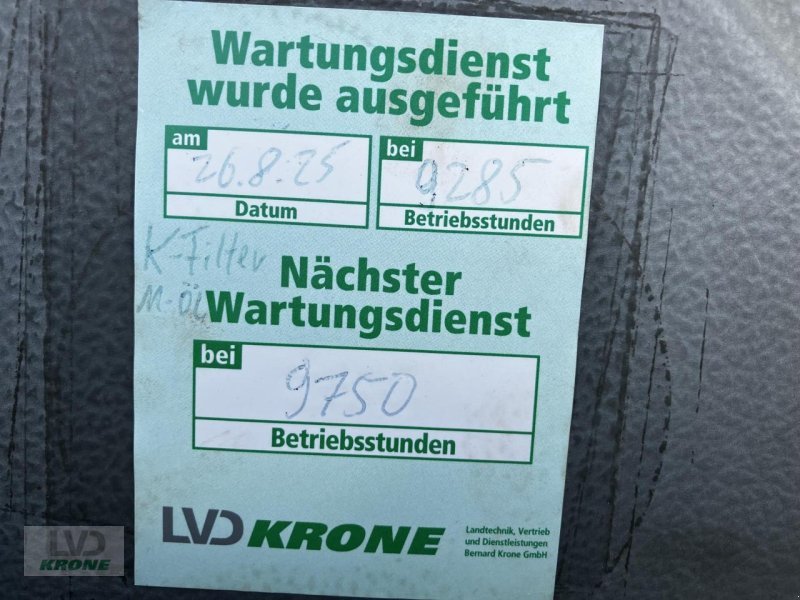 Wartungsdienst
wurde ausgeführt
am
26.8.25
Datum
bei
9285
Betriebsstunden
K-Filter
M-Öl
Nächster
Wartungsdienst
bei
9750
Betriebsstunden
LVD KRONE
Landtechnik, Vertrieb
und Dienstleistungen
Bernard Krone GmbH
LVD
KRONE